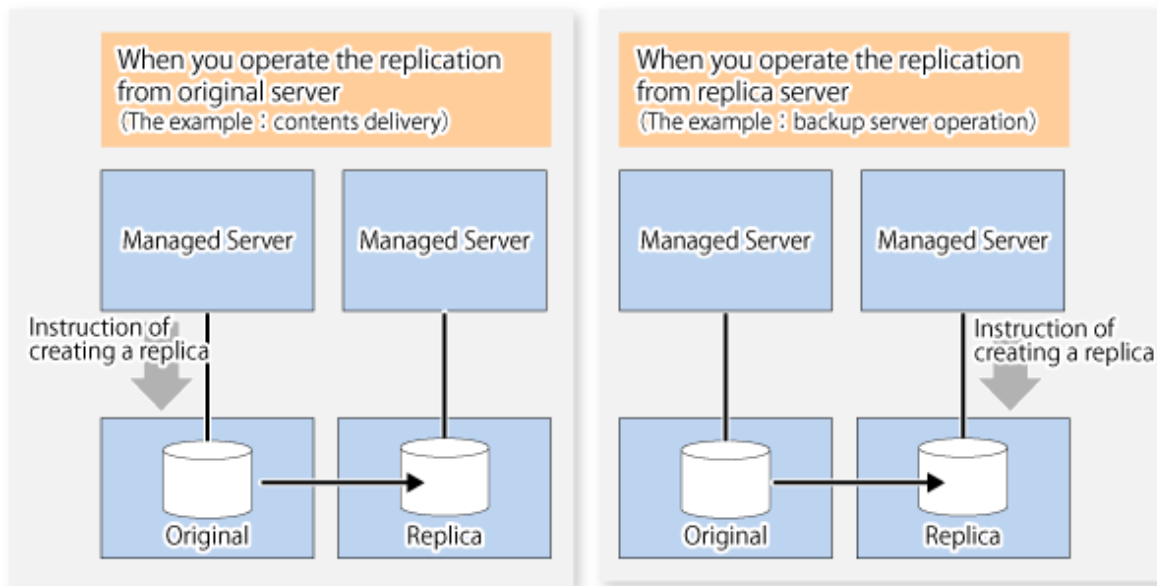 When you operate the replication
from original server
(The example : contents delivery)
Managed Server
Managed Server
Instruction of
creating a replica
Original
Replica
When you operate the replication
from replica server
(The example : backup server operation)
Managed Server
Managed Server
Instruction of
creating a replica
Original
Replica